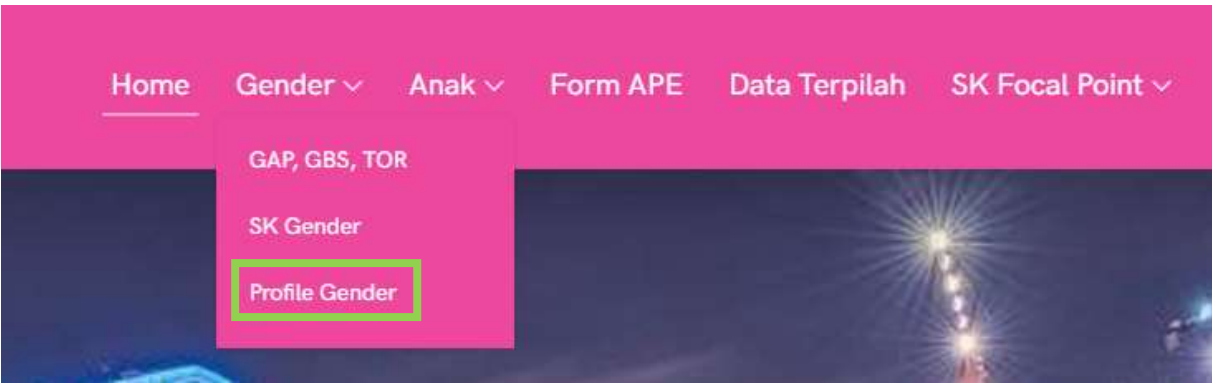 Home Gender Anak Form APE Data Terpilah SK Focal Point
GAP, GBS, TOR
SK Gender
Profile Gender